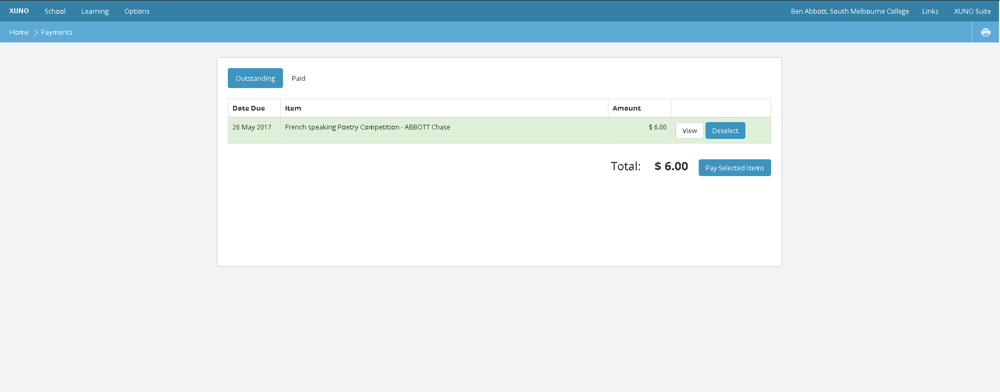 XUNO School Learning Options Ben Abbott, South Melbourne College Links XUNO Suite
Home Payments
Outstanding Paid
Date Due Item Amount
26 May 2017 French speaking Poetry Competition - ABBOTT Chase $ 6.00 View Deselect
Total: $ 6.00 Pay Selected Items